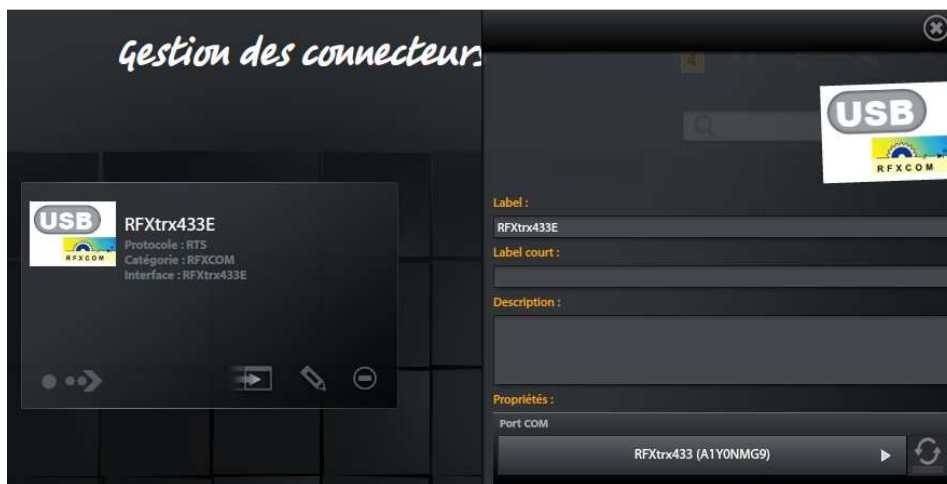 Gestion des connecteurs
4
USB
RFXCOM
USB
RFXCOM
RFXtrx433E
Protocole : RTS
Catégorie : RFXCOM
Interface : RFXtrx433E
Label :
RFXtrx433E
Label court :
Description :
Propriétés :
Port COM
RFXtrx433 (A1Y0NMG9)